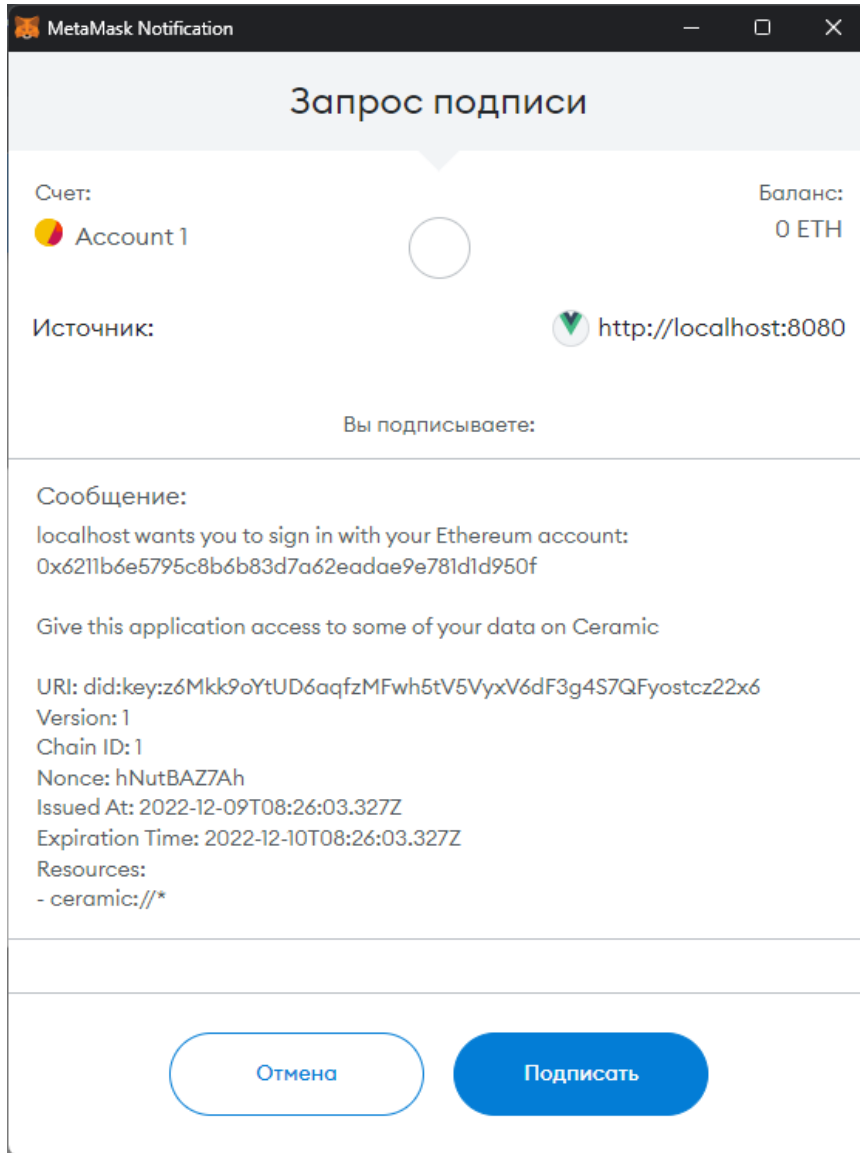 MetaMask Notification
Запрос подписи
Счет:
Баланс:
Account 1
0 ETH
Источник:
http://localhost:8080
Вы подписываете:
Сообщение:
localhost wants you to sign in with your Ethereum account:
0x6211b6e5795c8b6b83d7a62eadae9e781d1d950f
Give this application access to some of your data on Ceramic
URI: did:key:z6Mkk9oYtUD6aqfzMFwh5tV5VyxV6dF3g4S7QFyostcz22x6
Version: 1
Chain ID: 1
Nonce: hNutBAZ7Ah
Issued At: 2022-12-09T08:26:03.327Z
Expiration Time: 2022-12-10T08:26:03.327Z
Resources:
- ceramic://*
Отмена
Подписать